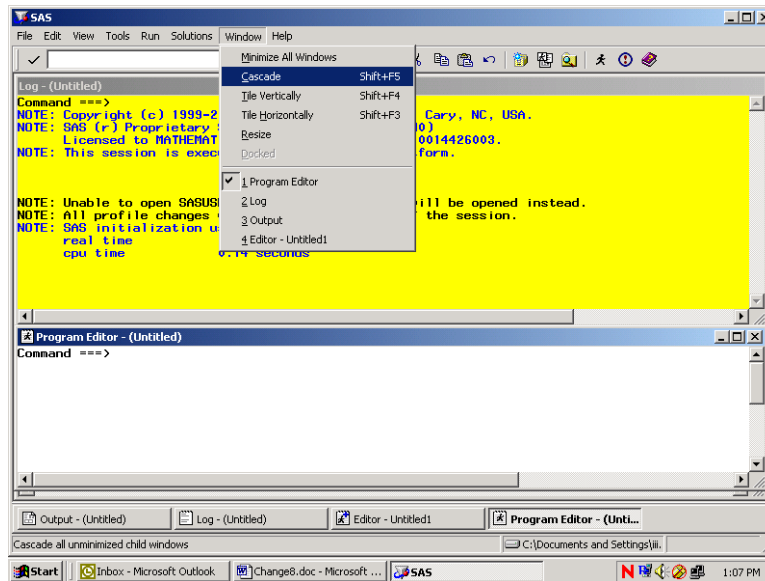 SAS
File Edit View Tools Run Solutions Window Help
Minimize All Windows
Cascade Shift+F5
Tile Vertically Shift+F4
Tile Horizontally Shift+F3
Resize
Docked
1 Program Editor
2 Log
3 Output
4 Editor - Untitled1
Log - (Untitled)
Command ===>
NOTE: Copyright (c) 1999-2 Cary, NC, USA.
NOTE: SAS (r) Proprietary 0)
Licensed to MATHEMAT 0014426003.
NOTE: This session is exec form.
NOTE: Unable to open SASUS ill be opened instead.
NOTE: All profile changes the session.
NOTE: SAS initialization u
real time
cpu time 0.14 seconds
Program Editor - (Untitled)
Command ===>
Output - (Untitled) Log - (Untitled) Editor - Untitled1 Program Editor - (Unti...
Cascade all unminimized child windows C:\Documents and Settings\iii.
Start Inbox - Microsoft Outlook Change8.doc - Microsoft ... SAS 1:07 PM